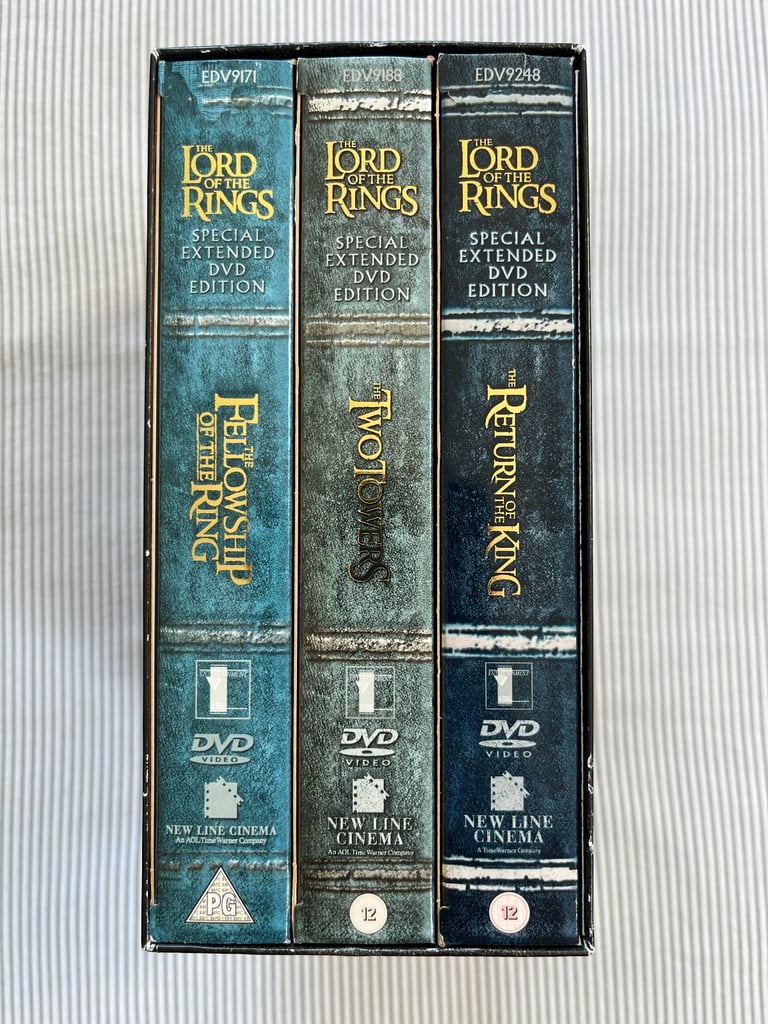 EDV9171
THE
LORD
OF THE
RINGS
SPECIAL
EXTENDED
DVD
EDITION
THE
FELLOWSHIP
OF THE RING
DVD
VIDEO
NEW LINE CINEMA
An AOL Time Warner Company
PG
EDV9188
THE
LORD
OF THE
RINGS
SPECIAL
EXTENDED
DVD
EDITION
THE
TWO TOWERS
DVD
VIDEO
NEW LINE
CINEMA
An AOL Time Warner Company
12
EDV9248
THE
LORD
OF THE
RINGS
SPECIAL
EXTENDED
DVD
EDITION
THE
RETURN OF
THE KING
ENTERTAINMENT
DVD
VIDEO
NEW LINE
CINEMA
A Time Warner Company
12